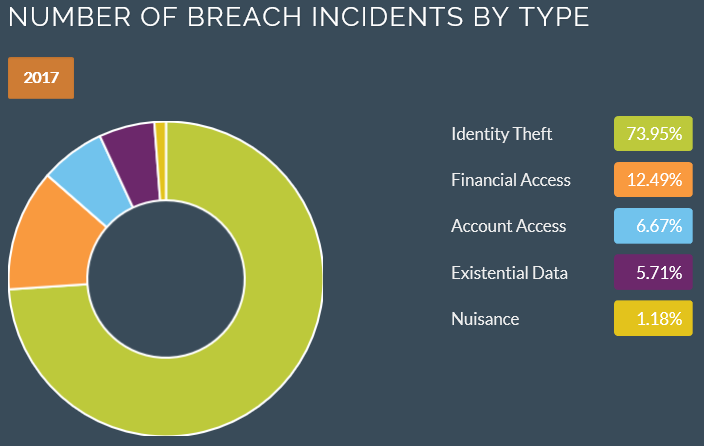 NUMBER OF BREACH INCIDENTS BY TYPE
2017
Identity Theft 73.95%
Financial Access 12.49%
Account Access 6.67%
Existential Data 5.71%
Nuisance 1.18%